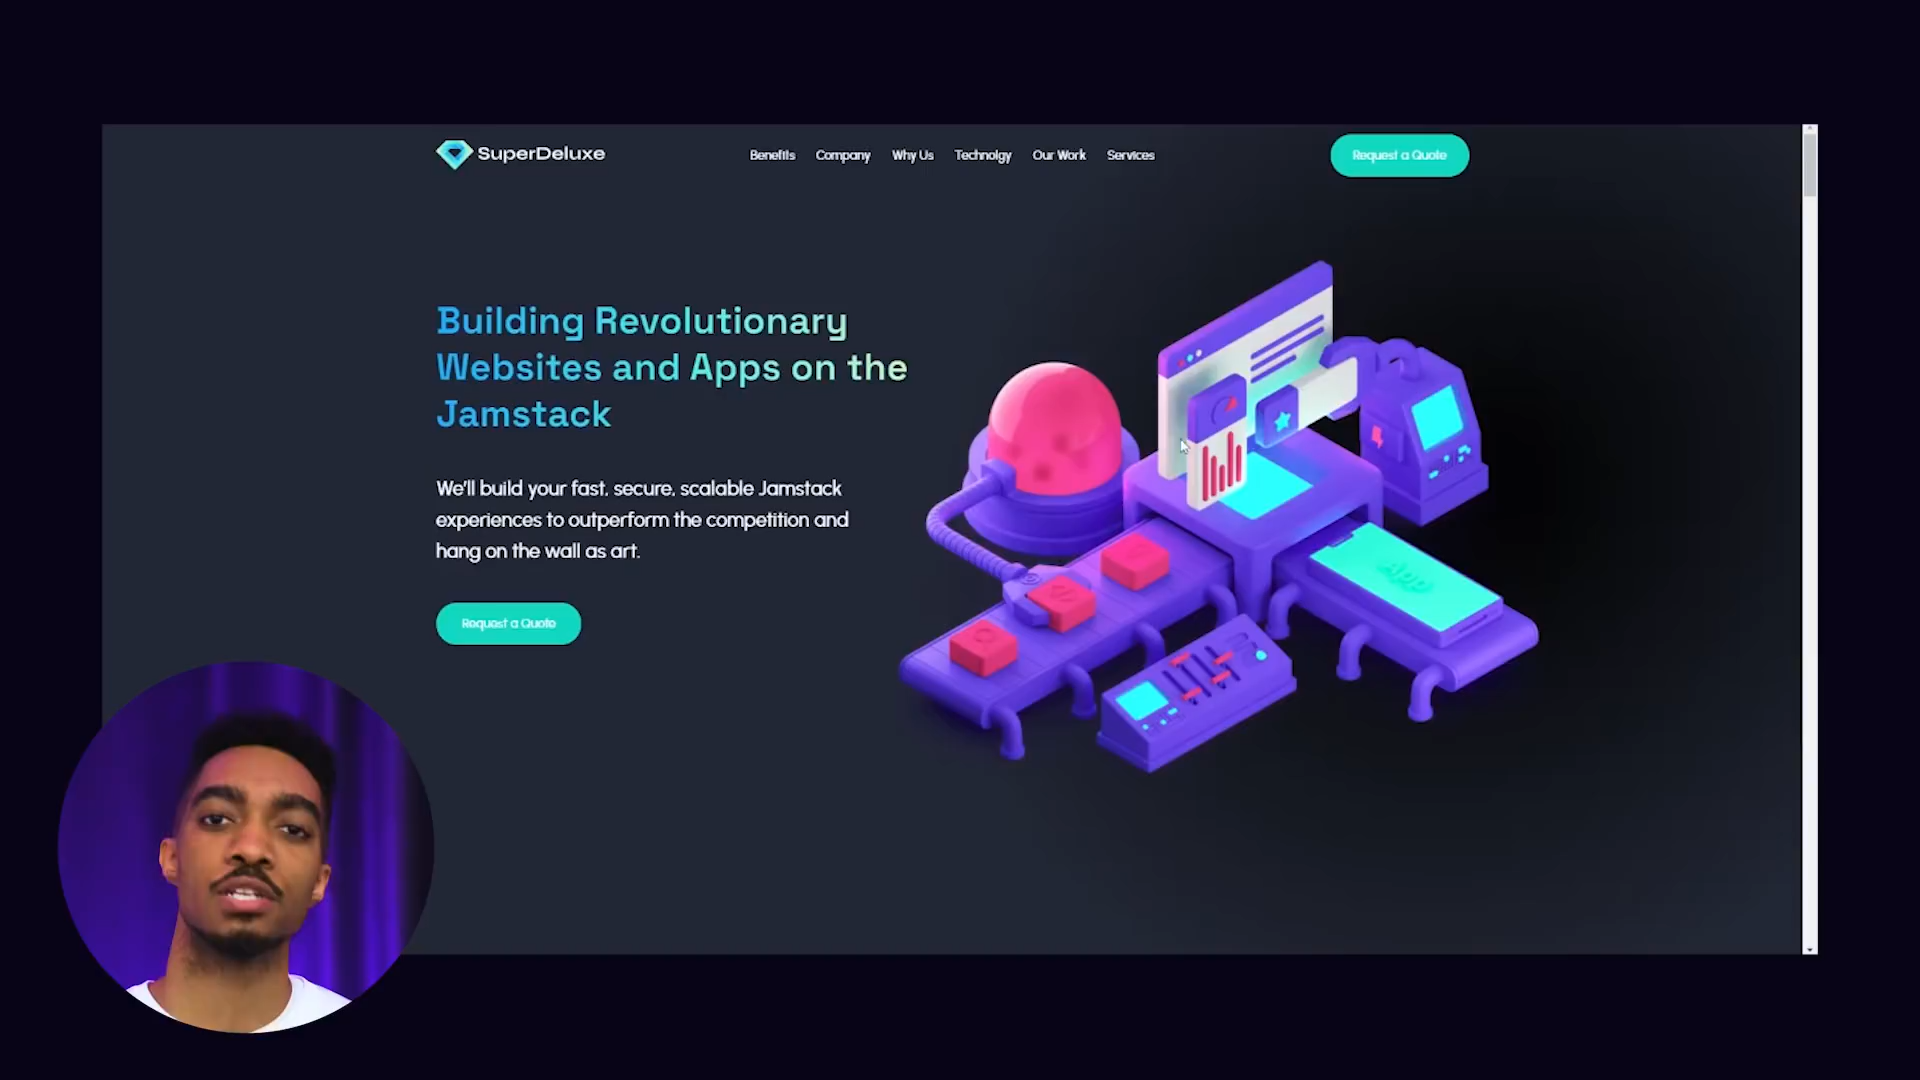 SuperDeluxe
Benefits Company Why Us Technolgy Our Work Services
Request a Quote
Building Revolutionary
Websites and Apps on the
Jamstack
We'll build your fast, secure, scalable Jamstack
experiences to outperform the competition and
hang on the wall as art.
Request a Quote
App